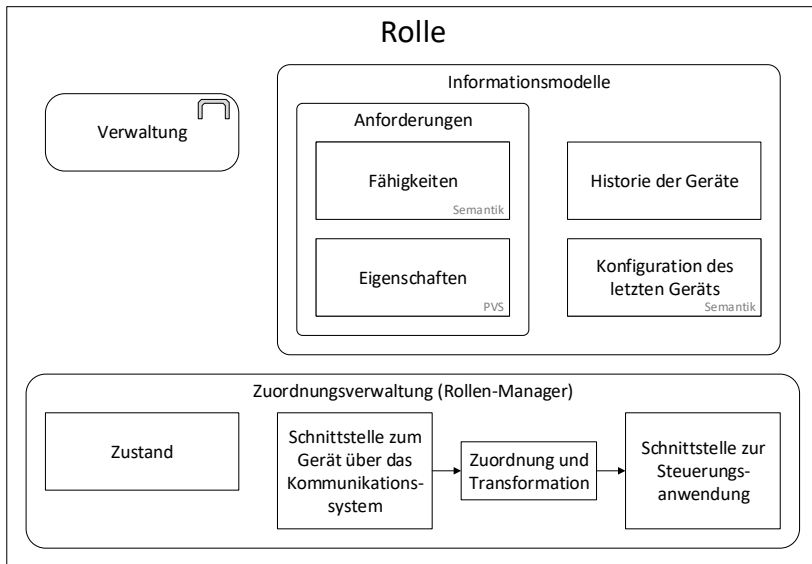 Rolle
Verwaltung
Informationsmodelle
Anforderungen
Fähigkeiten
Semantik
Eigenschaften
PVS
Historie der Geräte
Konfiguration des
letzten Geräts
Semantik
Zuordnungsverwaltung (Rollen-Manager)
Zustand
Schnittstelle zum
Gerät über das
Kommunikations-
system
Zuordnung und
Transformation
Schnittstelle zur
Steuerungs-
anwendung